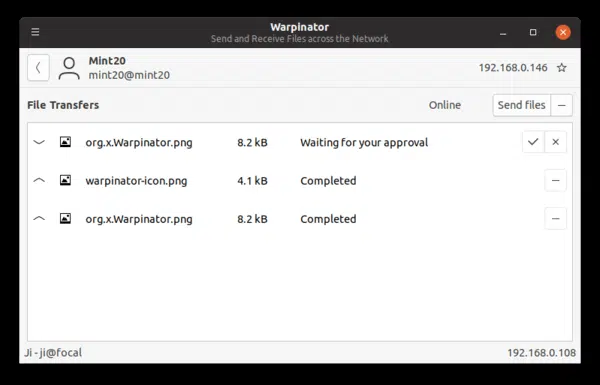 Warpinator
Send and Receive Files across the Network
Mint20
mint20@mint20
192.168.0.146
File Transfers Online Send files
org.x.Warpinator.png 8.2 kB Waiting for your approval
warpinator-icon.png 4.1 kB Completed
org.x.Warpinator.png 8.2 kB Completed
Ji - ji@focal 192.168.0.108